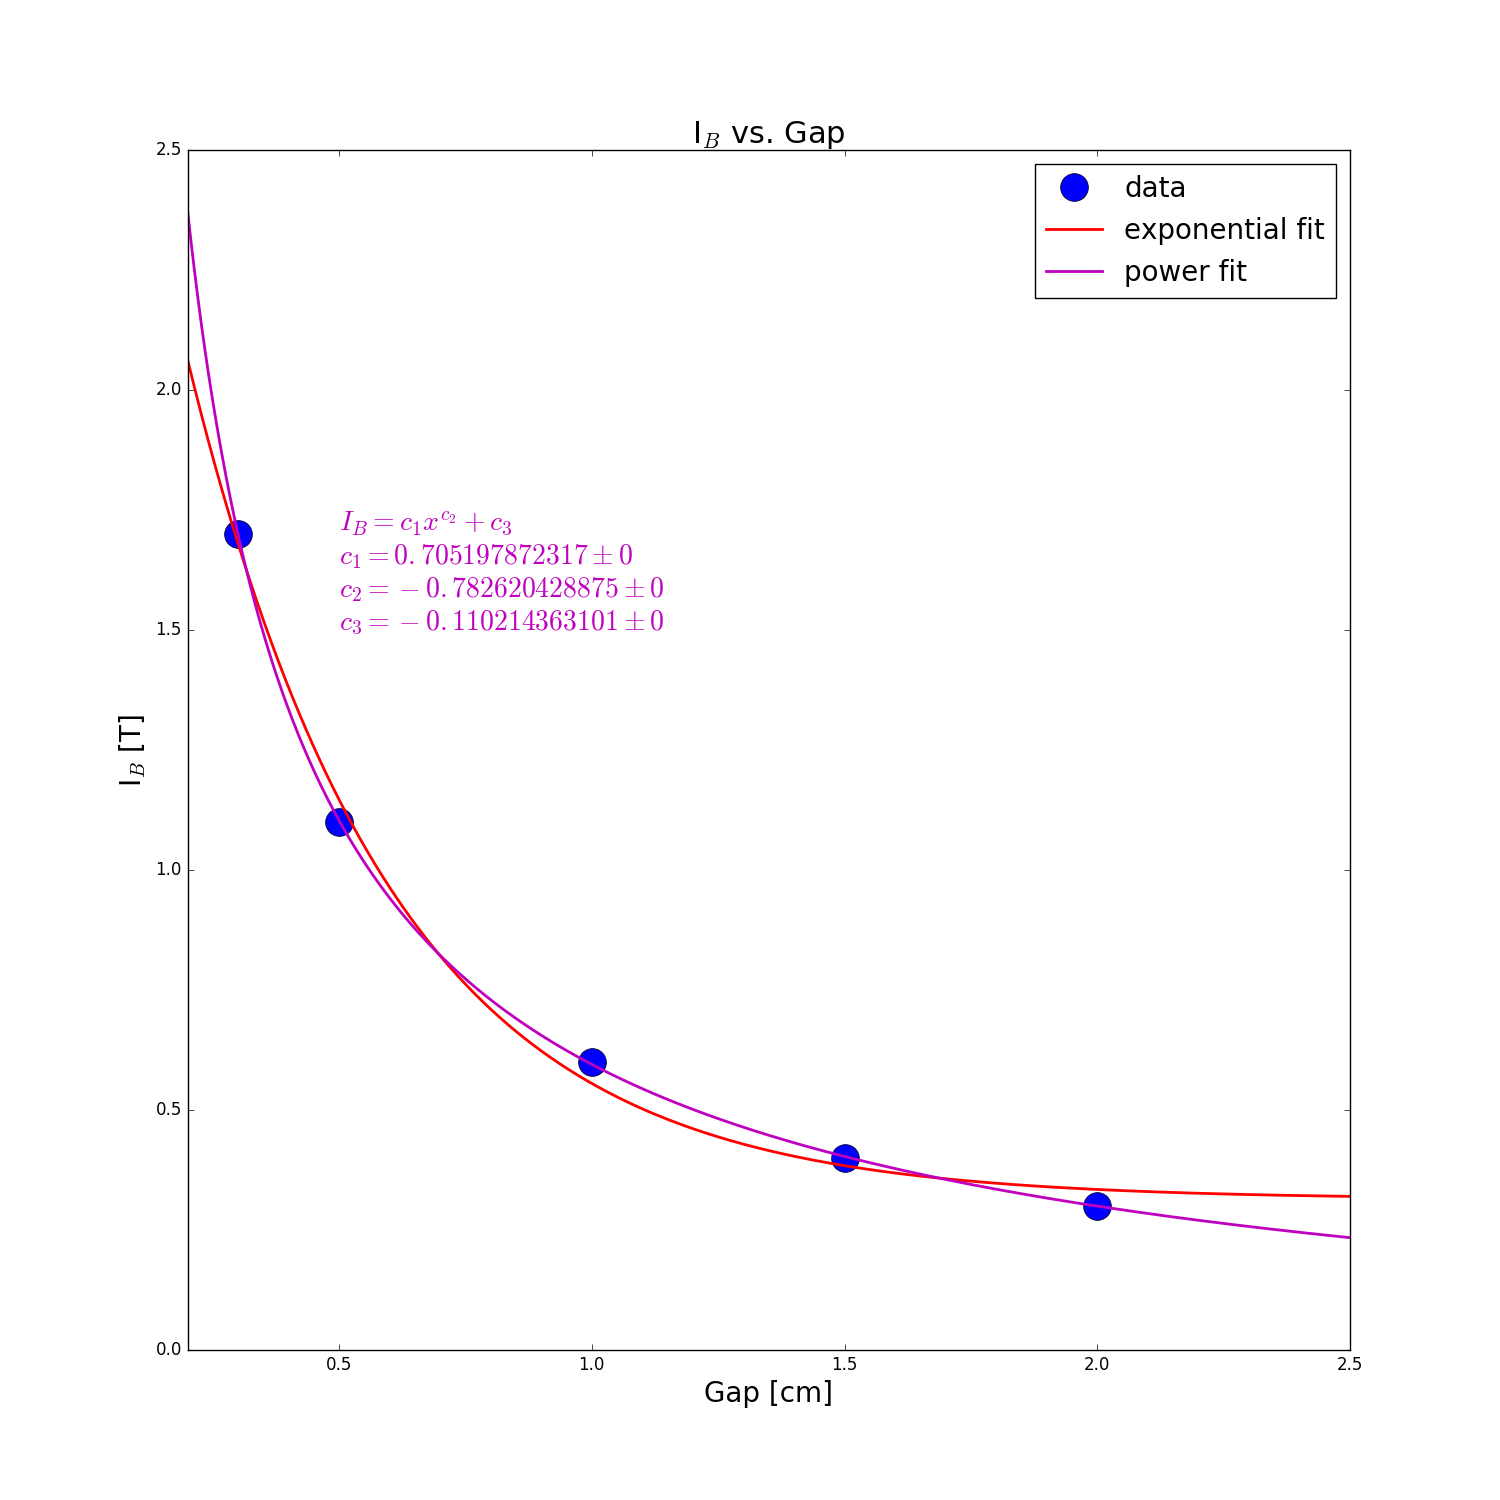 I_B vs. Gap
2.5
2.0
1.5
1.0
0.5
0.0
I_B [T]
data
exponential fit
power fit
I_B = c_1 x^{c_2} + c_3
c_1 = 0.705197872317 ± 0
c_2 = −0.782620428875 ± 0
c_3 = −0.110214363101 ± 0
0.5 1.0 1.5 2.0 2.5
Gap [cm]